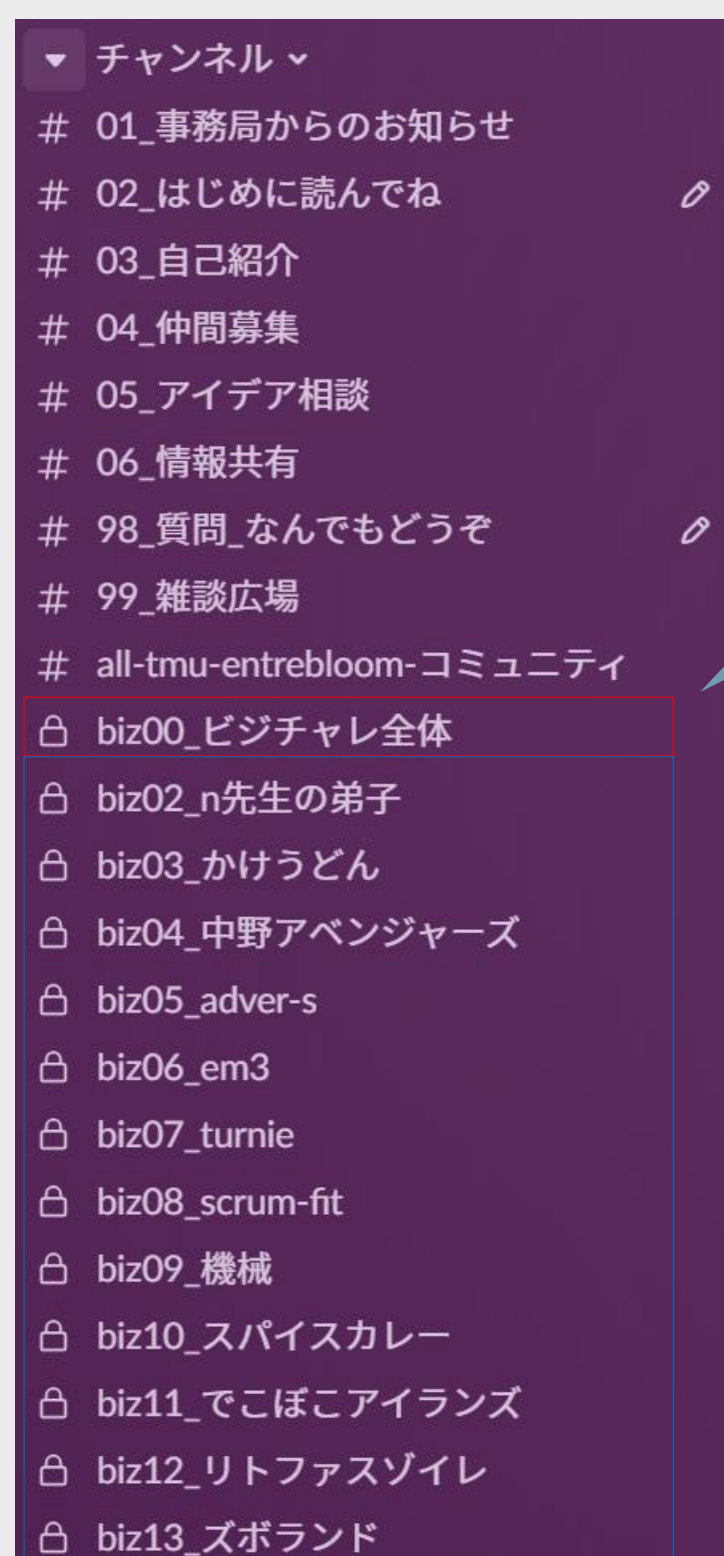 チャンネル
# 01_事務局からのお知らせ
# 02_はじめに読んでね
# 03_自己紹介
# 04_仲間募集
# 05_アイデア相談
# 06_情報共有
# 98_質問_なんでもどうぞ
# 99_雑談広場
# all-tmu-entrebloom-コミュニティ
biz00_ビジチャレ全体
biz02_n先生の弟子
biz03_かけうどん
biz04_中野アベンジャーズ
biz05_adver-s
biz06_em3
biz07_turnie
biz08_scrum-fit
biz09_機械
biz10_スパイスカレー
biz11_でこぼこアイランズ
biz12_リトファスゾイレ
biz13_ズボランド